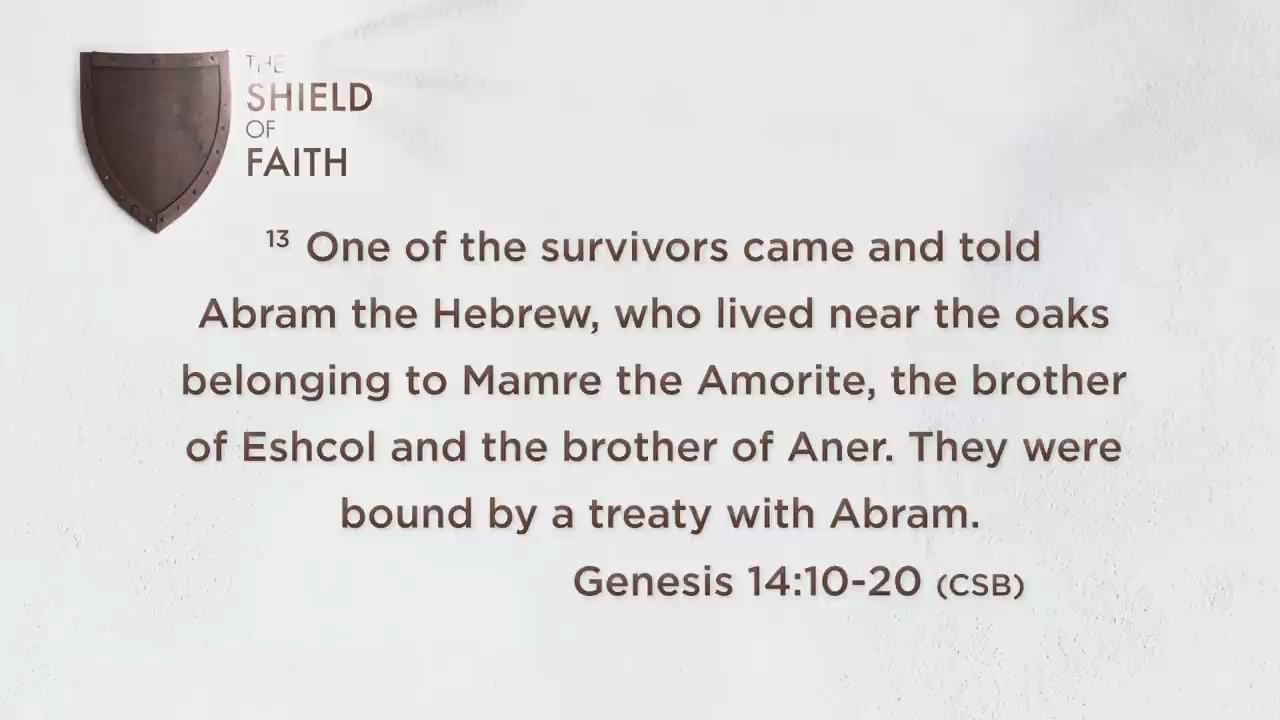 THE
SHIELD
OF
FAITH
13 One of the survivors came and told
Abram the Hebrew, who lived near the oaks
belonging to Mamre the Amorite, the brother
of Eshcol and the brother of Aner. They were
bound by a treaty with Abram.
Genesis 14:10-20 (CSB)